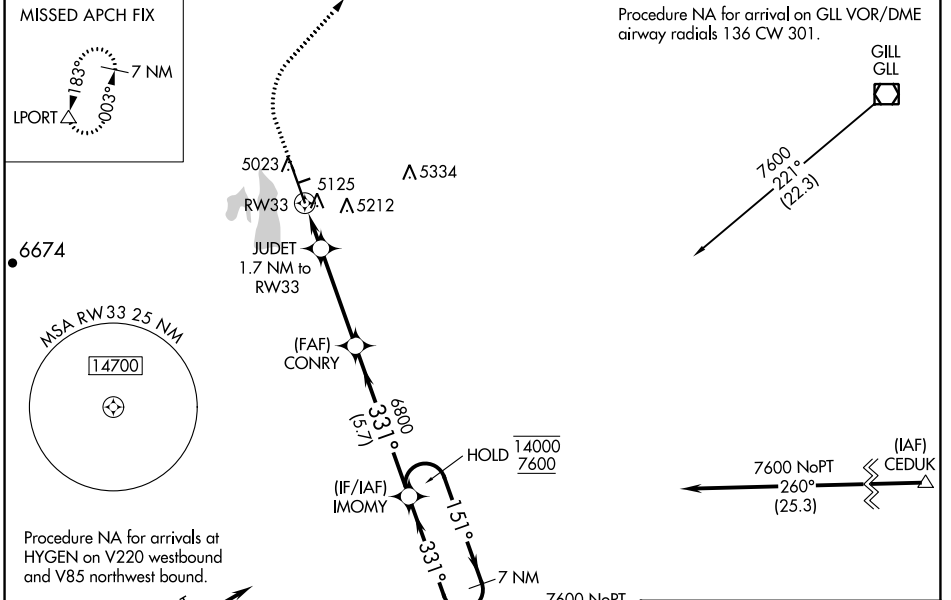 MISSED APCH FIX
7 NM
183°
003°
LPORT
Procedure NA for arrival on GLL VOR/DME
airway radials 136 CW 301.
GILL
GLL
7600
221°
(22.3)
5023
5125
5334
RW33
5212
6674
JUDET
1.7 NM to
RW33
MSA RW33 25 NM
14700
(FAF)
CONRY
6800
331°
(5.7)
HOLD
14000
7600
(IAF)
CEDUK
7600 NoPT
260°
(25.3)
(IF/IAF)
IMOMY
151°
331°
7 NM
Procedure NA for arrivals at
HYGEN on V220 westbound
and V85 northwest bound.
7600 NoPT